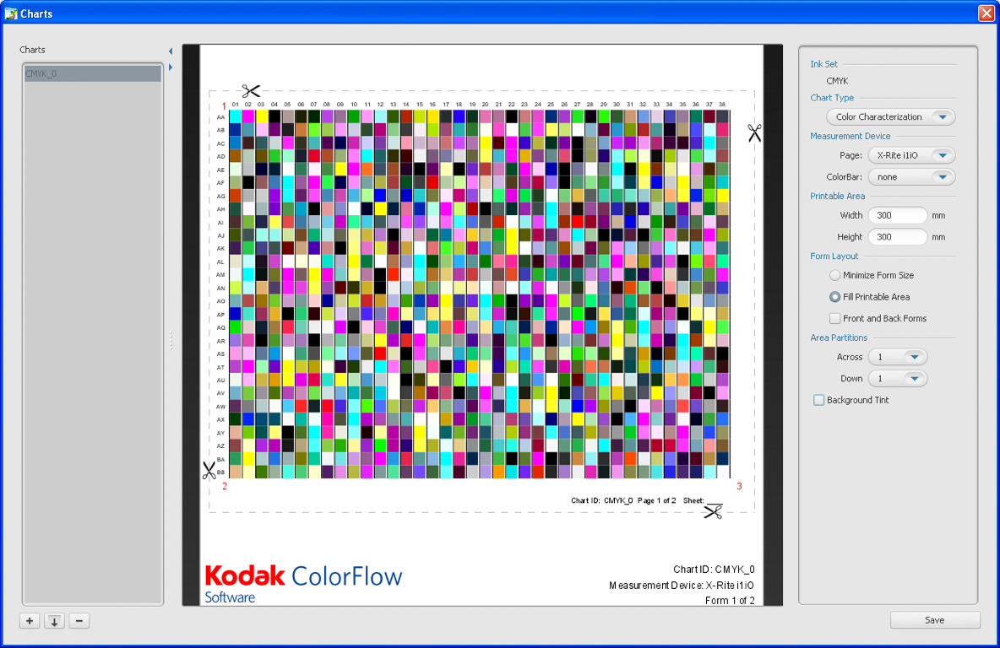 Charts
Charts
CMYK_0
1 01 02 03 04 05 06 07 08 09 10 11 12 13 14 15 16 17 18 19 20 21 22 23 24 25 26 27 28 29 30 31 32 33 34 35 36 37 38
AA
AB
AC
AD
AE
AF
AG
AH
AI
AJ
AK
AL
AM
AN
AO
AP
AQ
AR
AS
AT
AU
AV
AW
AX
AY
AZ
BA
BB
2 3
Chart ID: CMYK_0 Page 1 of 2 Sheet: __
Kodak ColorFlow
Software
Chart ID: CMYK_0
Measurement Device: X-Rite i1iO
Form 1 of 2
Ink Set
CMYK
Chart Type
Color Characterization
Measurement Device
Page: X-Rite i1iO
ColorBar: none
Printable Area
Width 300 mm
Height 300 mm
Form Layout
Minimize Form Size
Fill Printable Area
Front and Back Forms
Area Partitions
Across 1
Down 1
Background Tint
Save